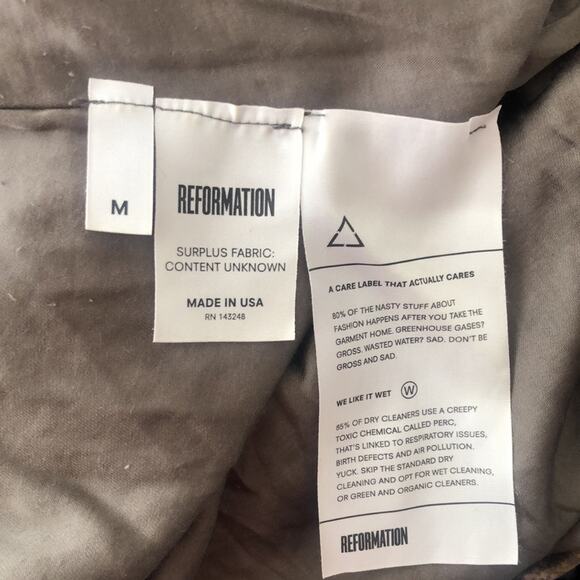 M
REFORMATION
SURPLUS FABRIC:
CONTENT UNKNOWN
MADE IN USA
RN 143248
A CARE LABEL THAT ACTUALLY CARES
80% OF THE NASTY STUFF ABOUT
FASHION HAPPENS AFTER YOU TAKE THE
GARMENT HOME. GREENHOUSE GASES?
GROSS. WASTED WATER? SAD. DON'T BE
GROSS AND SAD.
WE LIKE IT WET W
85% OF DRY CLEANERS USE A CREEPY
TOXIC CHEMICAL CALLED PERC,
THAT'S LINKED TO RESPIRATORY ISSUES,
BIRTH DEFECTS AND AIR POLLUTION.
YUCK. SKIP THE STANDARD DRY
CLEANING AND OPT FOR WET CLEANING,
OR GREEN AND ORGANIC CLEANERS.
REFORMATION